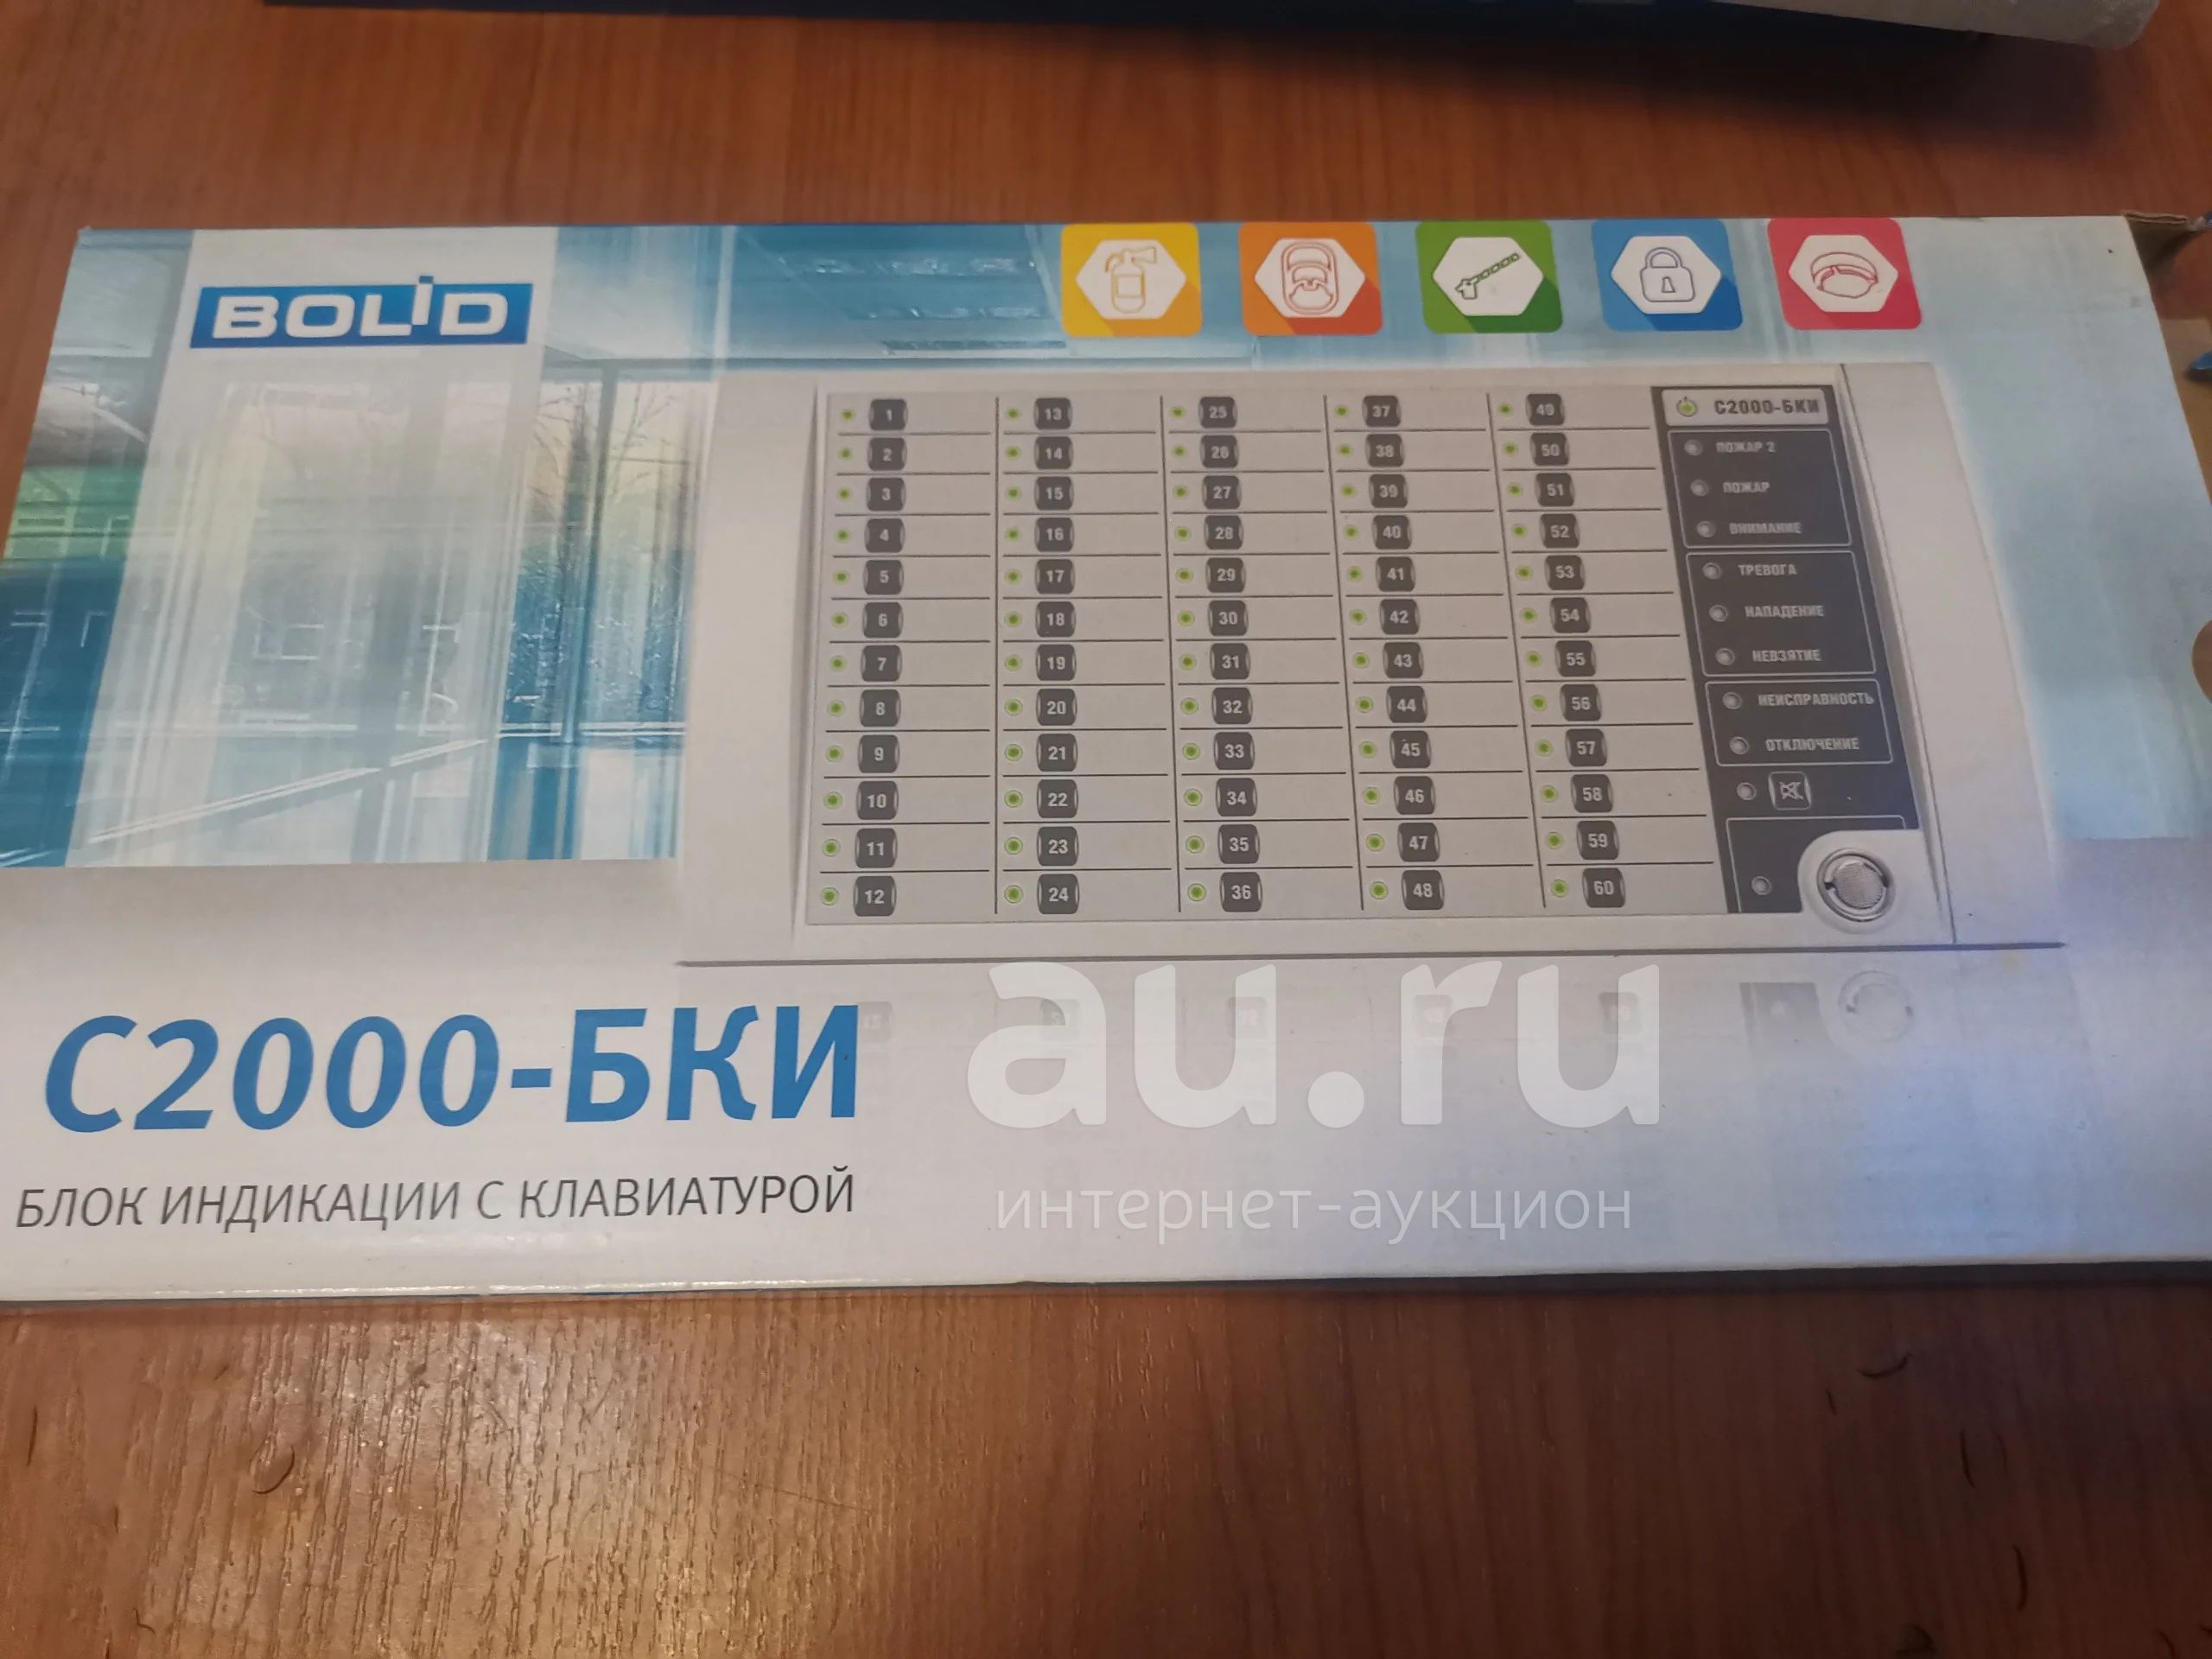 BOLID
1 13 25 37 49
2 14 26 38 50
3 15 27 39 51
4 16 28 40 52
5 17 29 41 53
6 18 30 42 54
7 19 31 43 55
8 20 32 44 56
9 21 33 45 57
10 22 34 46 58
11 23 35 47 59
12 24 36 48 60
С2000-БКИ
ПОЖАР 2
ПОЖАР
ВНИМАНИЕ
ТРЕВОГА
НАПАДЕНИЕ
НЕВЗЯТИЕ
НЕИСПРАВНОСТЬ
ОТКЛЮЧЕНИЕ
С2000-БКИ
БЛОК ИНДИКАЦИИ С КЛАВИАТУРОЙ
au.ru
интернет-аукцион